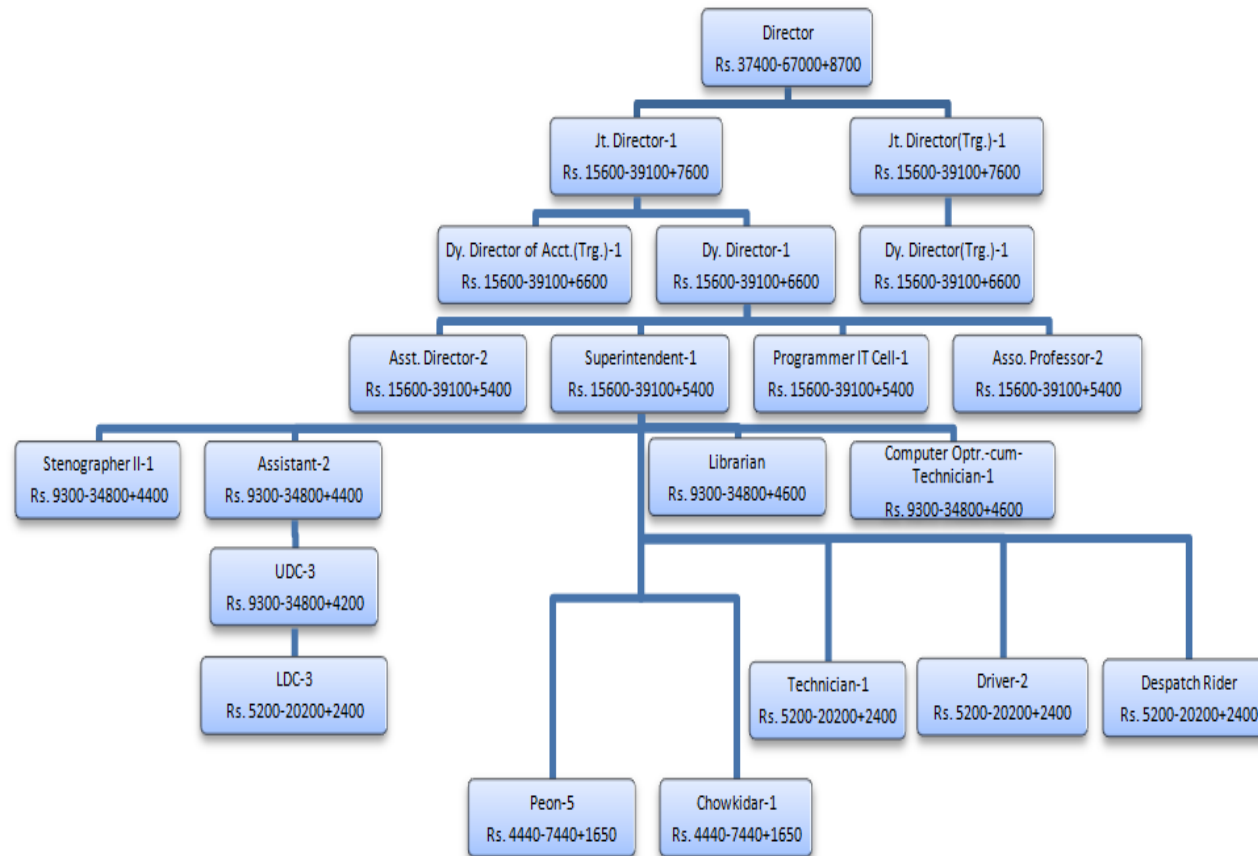 Director
Rs. 37400-67000+8700
Jt. Director-1
Rs. 15600-39100+7600
Jt. Director(Trg.)-1
Rs. 15600-39100+7600
Dy. Director of Acct.(Trg.)-1
Rs. 15600-39100+6600
Dy. Director-1
Rs. 15600-39100+6600
Dy. Director(Trg.)-1
Rs. 15600-39100+6600
Asst. Director-2
Rs. 15600-39100+5400
Superintendent-1
Rs. 15600-39100+5400
Programmer IT Cell-1
Rs. 15600-39100+5400
Asso. Professor-2
Rs. 15600-39100+5400
Stenographer II-1
Rs. 9300-34800+4400
Assistant-2
Rs. 9300-34800+4400
Librarian
Rs. 9300-34800+4600
Computer Optr.-cum-
Technician-1
Rs. 9300-34800+4600
UDC-3
Rs. 9300-34800+4200
LDC-3
Rs. 5200-20200+2400
Technician-1
Rs. 5200-20200+2400
Driver-2
Rs. 5200-20200+2400
Despatch Rider
Rs. 5200-20200+2400
Peon-5
Rs. 4440-7440+1650
Chowkidar-1
Rs. 4440-7440+1650